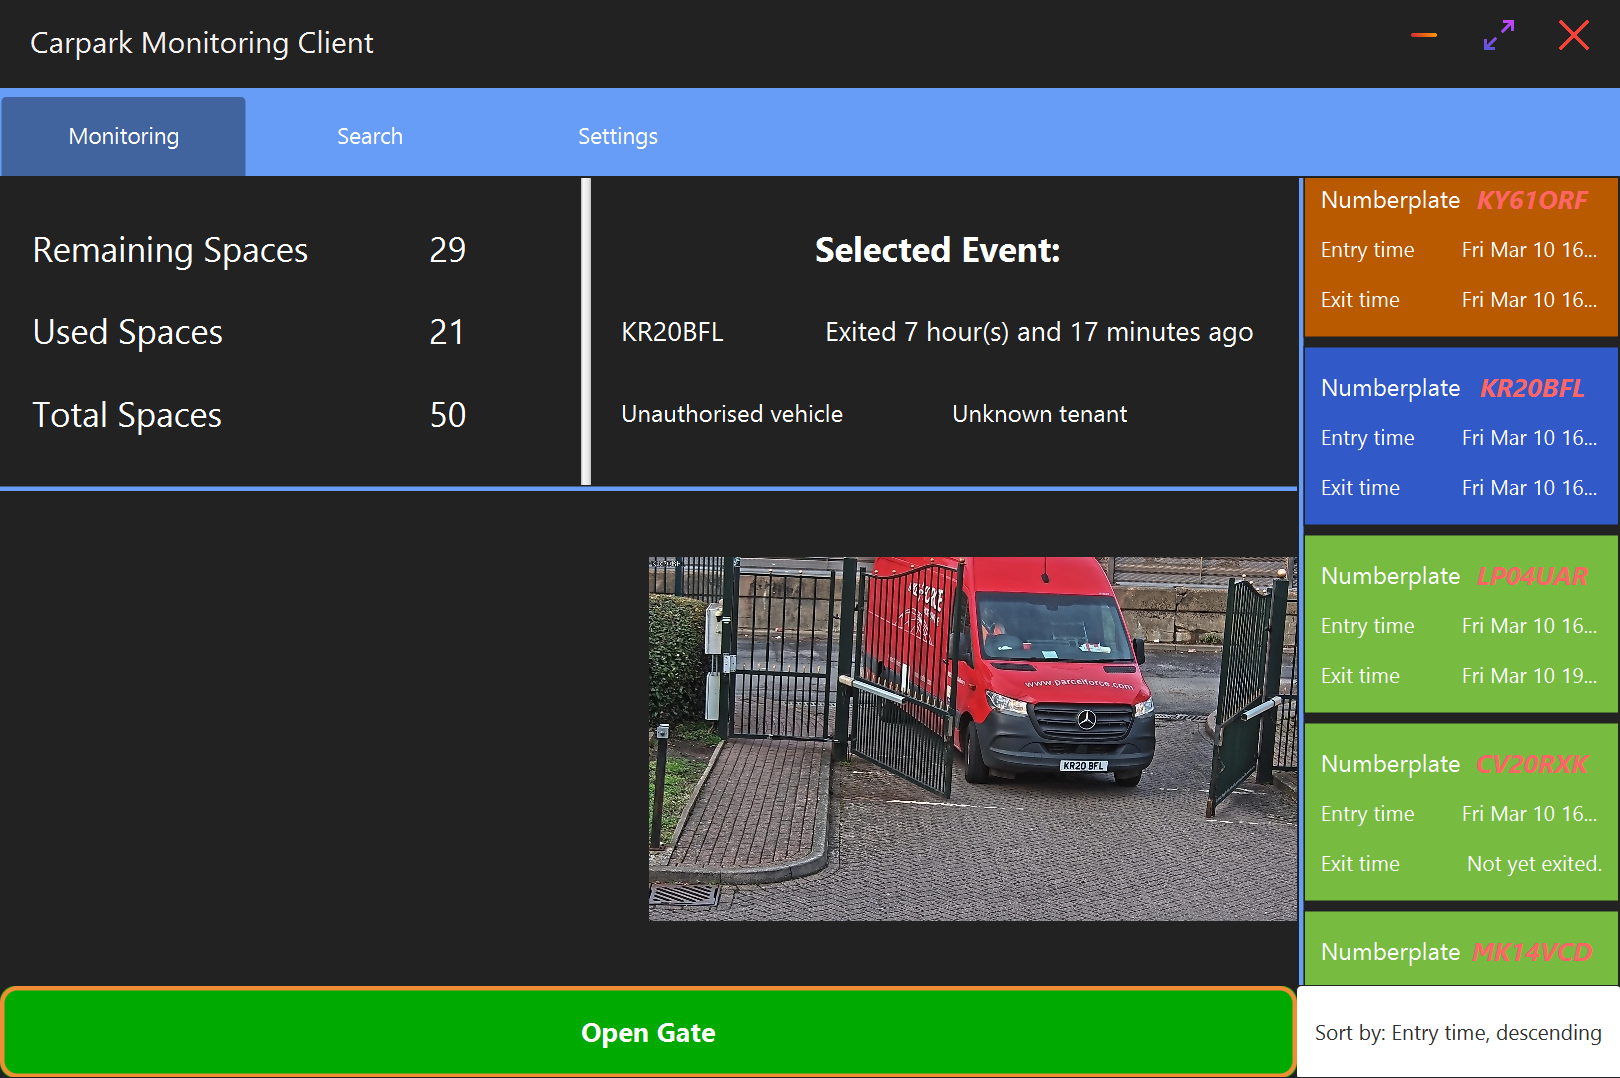 Carpark Monitoring Client
Monitoring
Search
Settings
Remaining Spaces 29
Used Spaces 21
Total Spaces 50
Selected Event:
KR20BFL Exited 7 hour(s) and 17 minutes ago
Unauthorised vehicle Unknown tenant
www.parcelforce.com
KR20 BFL
Open Gate
Numberplate KY61ORF
Entry time Fri Mar 10 16...
Exit time Fri Mar 10 16...
Numberplate KR20BFL
Entry time Fri Mar 10 16...
Exit time Fri Mar 10 16...
Numberplate LP04UAR
Entry time Fri Mar 10 16...
Exit time Fri Mar 10 19...
Numberplate CV20RXK
Entry time Fri Mar 10 16...
Exit time Not yet exited.
Numberplate MK14VCD
Sort by: Entry time, descending